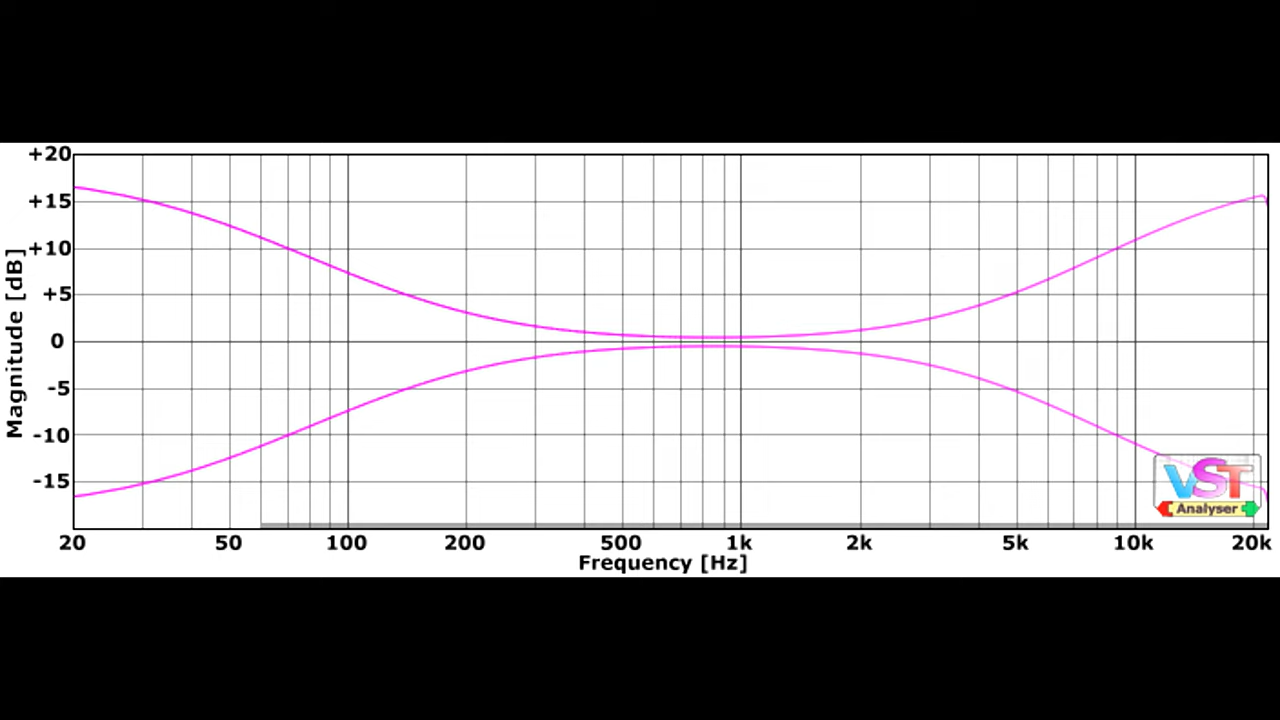 +20
+15
+10
+5
0
-5
-10
-15
Magnitude [dB]
20 50 100 200 500 1k 2k 5k 10k 20k
Frequency [Hz]
VST
Analyser